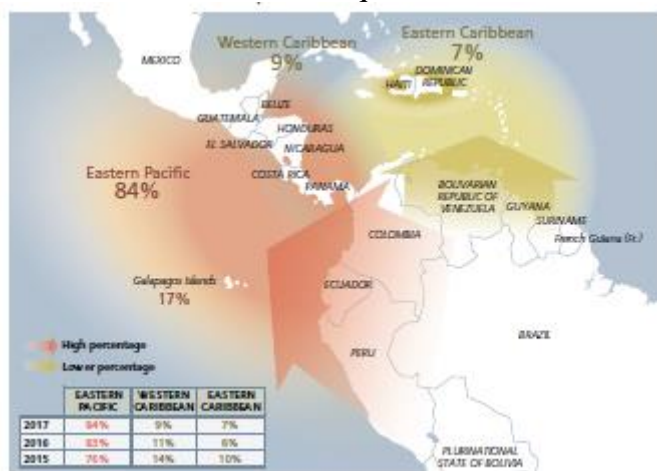 Western Caribbean
9%
Eastern Caribbean
7%
MEXICO
HAITI
DOMINICAN
REPUBLIC
BELIZE
GUATEMALA
HONDURAS
EL SALVADOR
NICARAGUA
Eastern Pacific
84%
COSTA RICA
PANAMA
BOLIVARIAN
REPUBLIC OF
VENEZUELA
GUYANA
SURINAME
French Guiana (Fr.)
COLOMBIA
Galapagos Islands
17%
ECUADOR
BRAZIL
PERU
High percentage
Lower percentage
EASTERN PACIFIC WESTERN CARIBBEAN EASTERN CARIBBEAN
2017 84% 9% 7%
2016 83% 11% 6%
2015 76% 14% 10%
PLURINATIONAL
STATE OF BOLIVIA